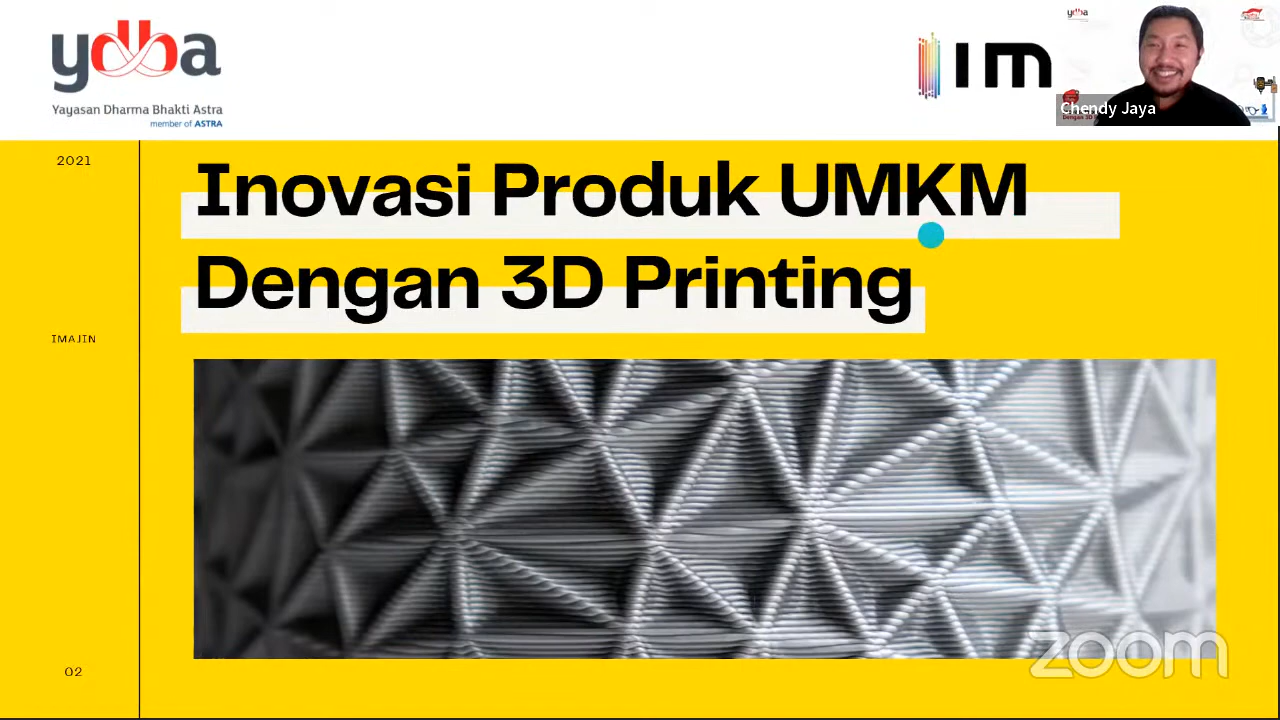 ydba
Yayasan Dharma Bhakti Astra
member of ASTRA
IM
Chendy Jaya
2021
Inovasi Produk UMKM
Dengan 3D Printing
IMAJIN
02
zoom